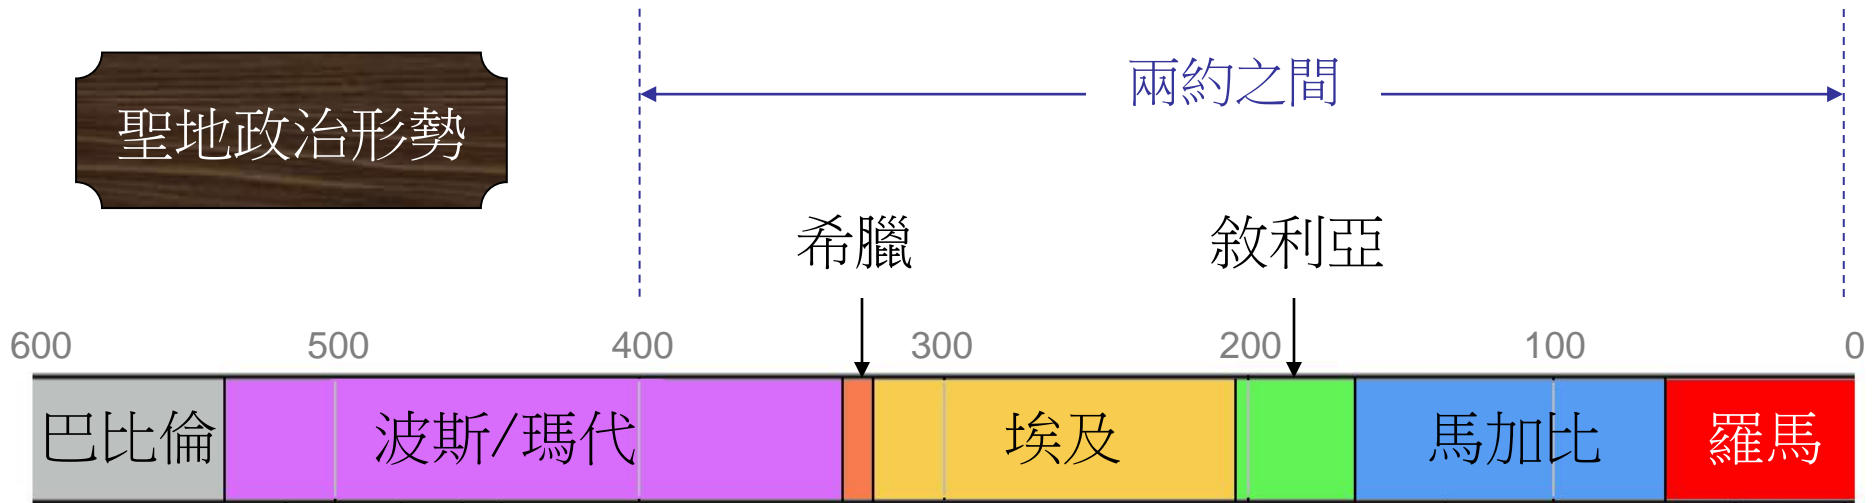 兩約之間
聖地政治形勢
希臘
敘利亞
600 500 400 300 200 100 0
巴比倫 波斯/瑪代 埃及 馬加比 羅馬